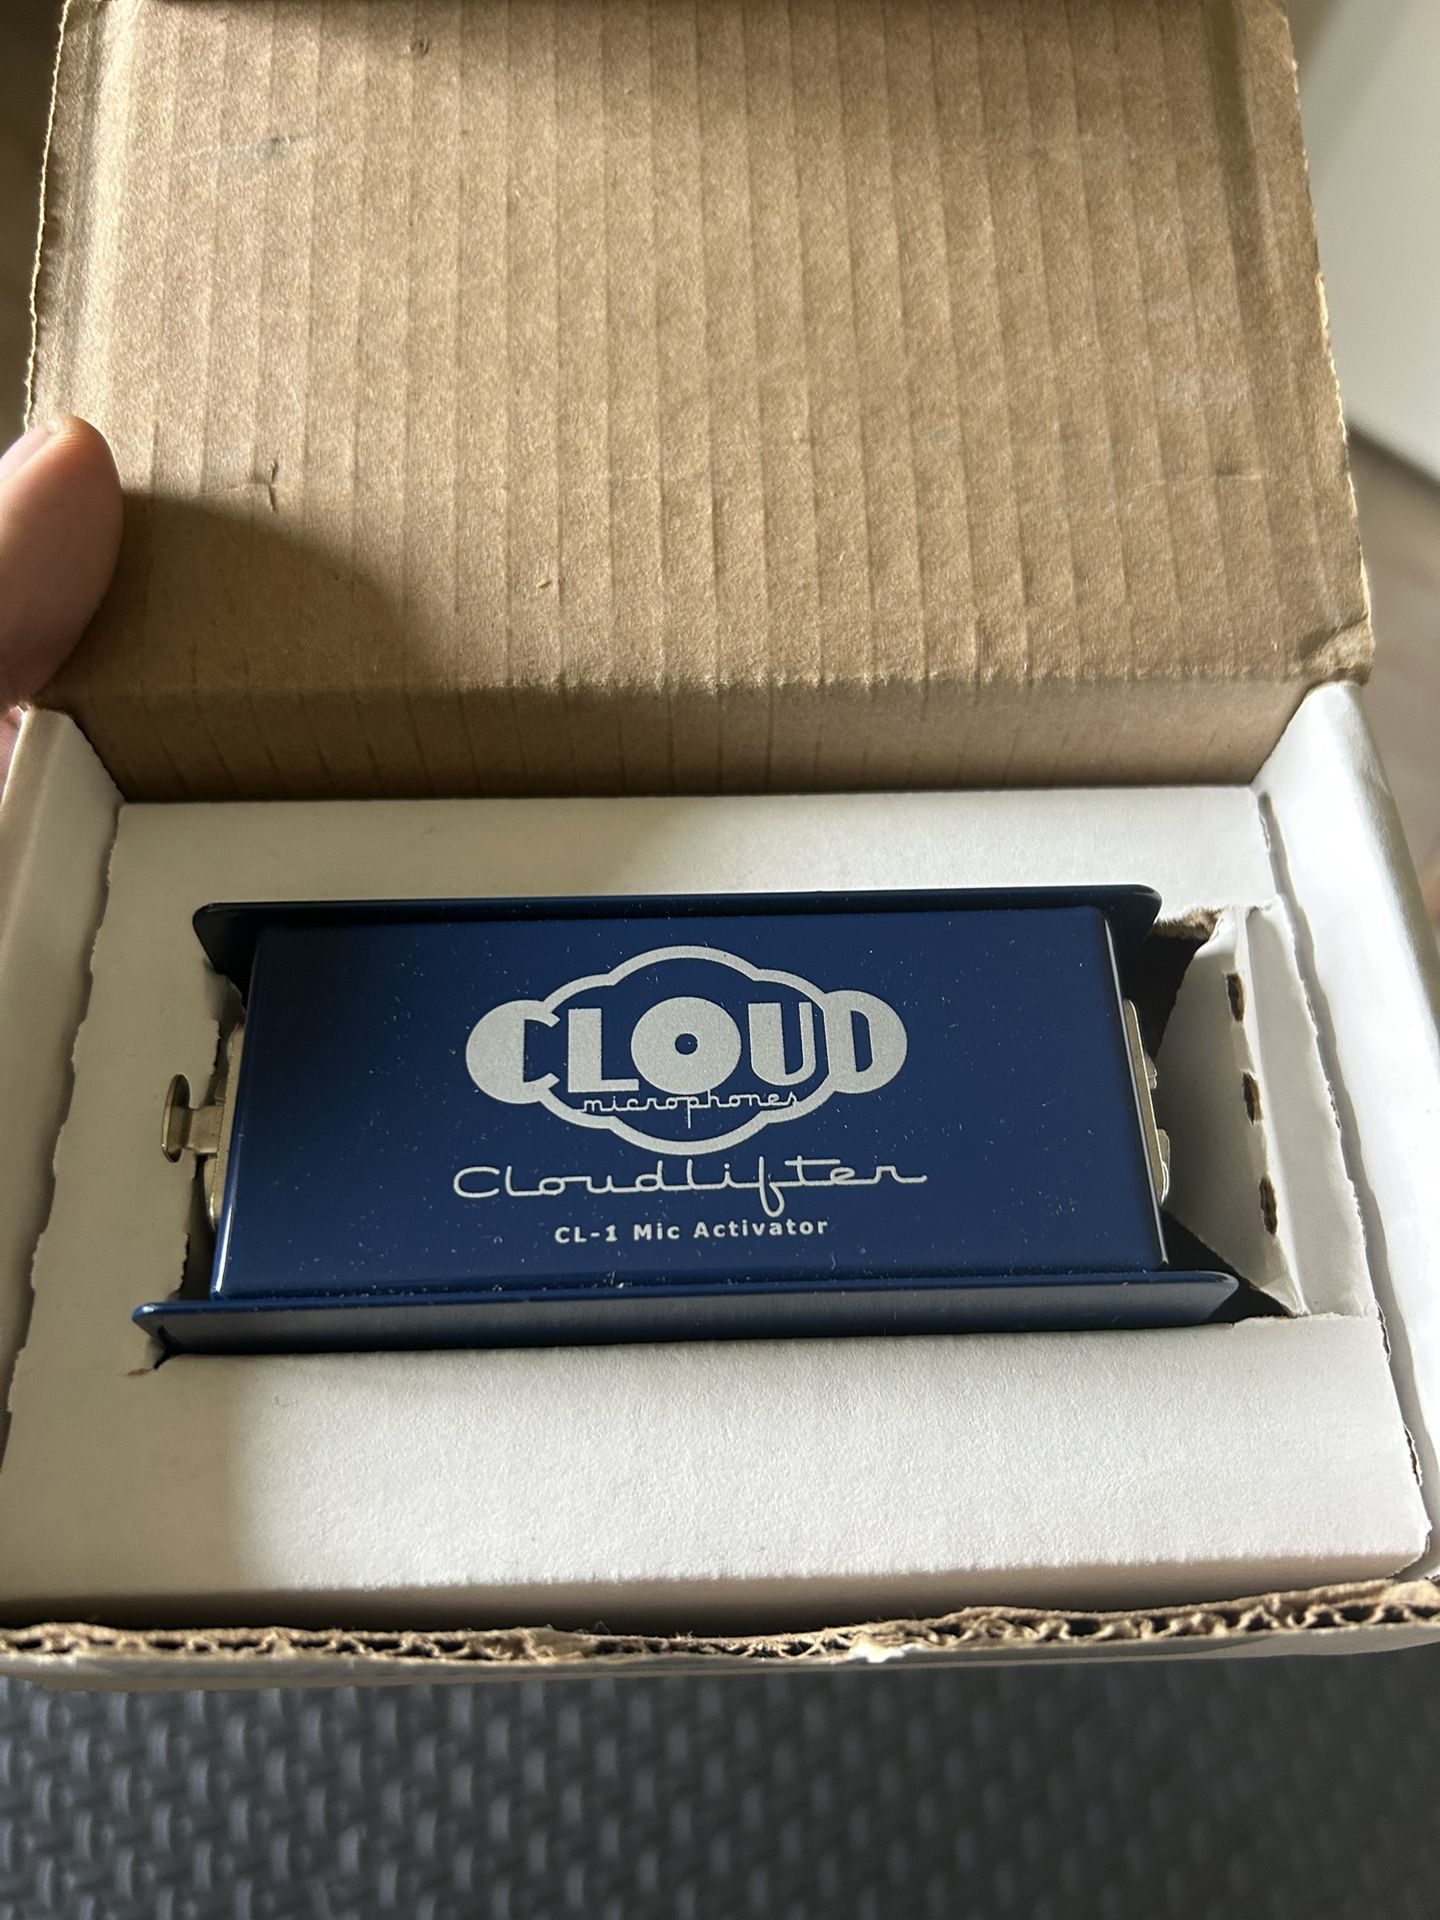 CLOUD
microphones
Cloudlifter
CL-1 Mic Activator